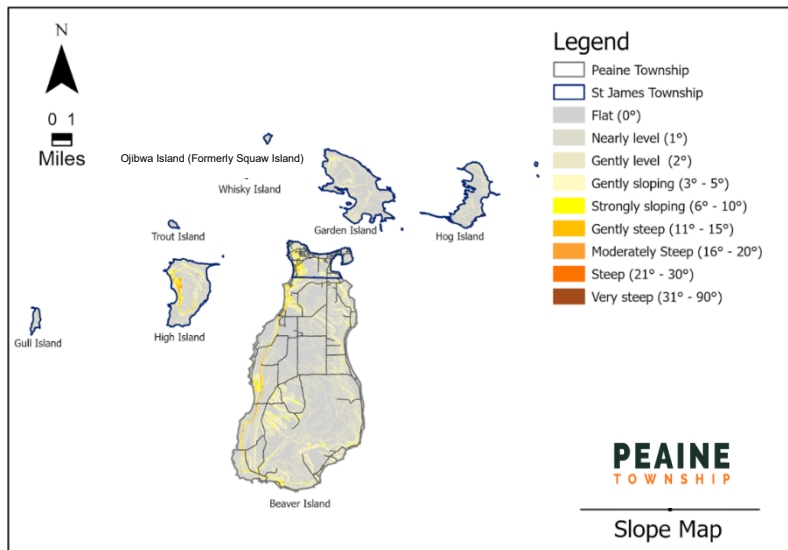 N
0 1
Miles
Ojibwa Island (Formerly Squaw Island)
Whisky Island
Garden Island
Hog Island
Trout Island
High Island
Gull Island
Beaver Island
Legend
Peaine Township
St James Township
Flat (0°)
Nearly level (1°)
Gently level (2°)
Gently sloping (3° - 5°)
Strongly sloping (6° - 10°)
Gently steep (11° - 15°)
Moderately Steep (16° - 20°)
Steep (21° - 30°)
Very steep (31° - 90°)
PEAINE
TOWNSHIP
Slope Map